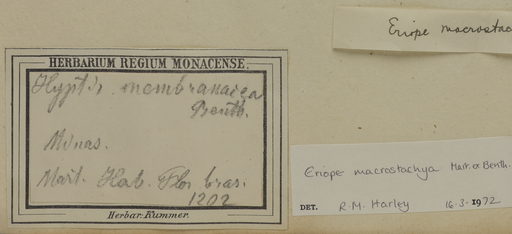 Eriope macrostac
HERBARIUM REGIUM MONACENSE.
Hyptis membranacea
Benth.
Minas.
Mart. Hab. Flor bras.
1202
Herbar. Kummer.
Eriope macrostachya Mart. ex Benth.
DET. R.M. Harley 16-3-1972